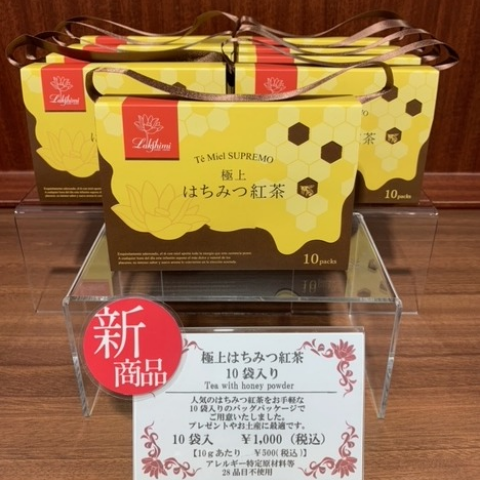 Lakshimi
Té Miel SUPREMO
極上
はちみつ紅茶
10packs
紅茶
10packs
新
商品
極上はちみつ紅茶
10袋入り
Tea with honey powder
人気のはちみつ紅茶をお手軽な
10袋入りのバッグパッケージで
ご用意いたしました。
プレゼントやお土産に最適です。
10袋入 ¥1,000(税込)
【10gあたり … ¥500(税込)】
アレルギー特定原材料等
28品目不使用